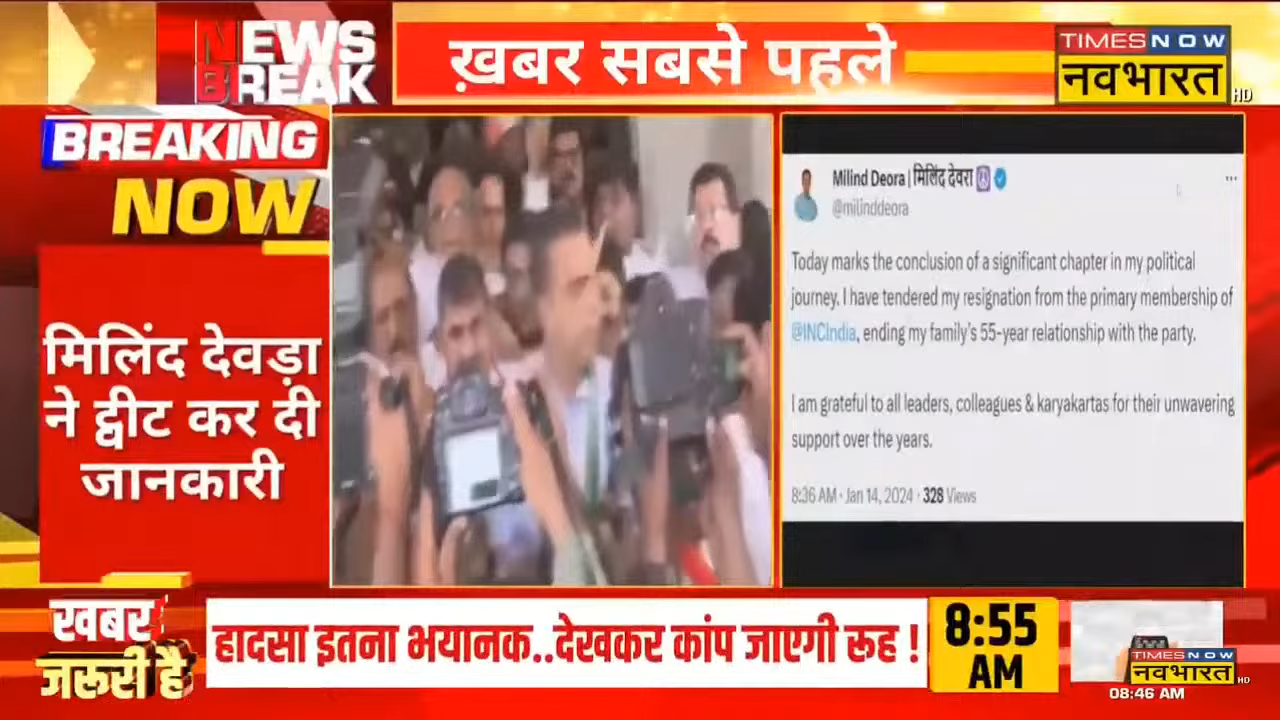 NEWS
BREAK
ख़बर सबसे पहले
TIMES NOW
नवभारत
HD
BREAKING
NOW
मिलिंद देवड़ा
ने ट्वीट कर दी
जानकारी
Milind Deora | मिलिंद देवरा
@milinddeora
Today marks the conclusion of a significant chapter in my political
journey. I have tendered my resignation from the primary membership of
@INCIndia, ending my family's 55-year relationship with the party.
I am grateful to all leaders, colleagues & karyakartas for their unwavering
support over the years.
8:36 AM · Jan 14, 2024 · 328 Views
खबर
जरूरी है
हादसा इतना भयानक..देखकर कांप जाएगी रूह !
8:55
AM
TIMES NOW
नवभारत
HD
08:46 AM